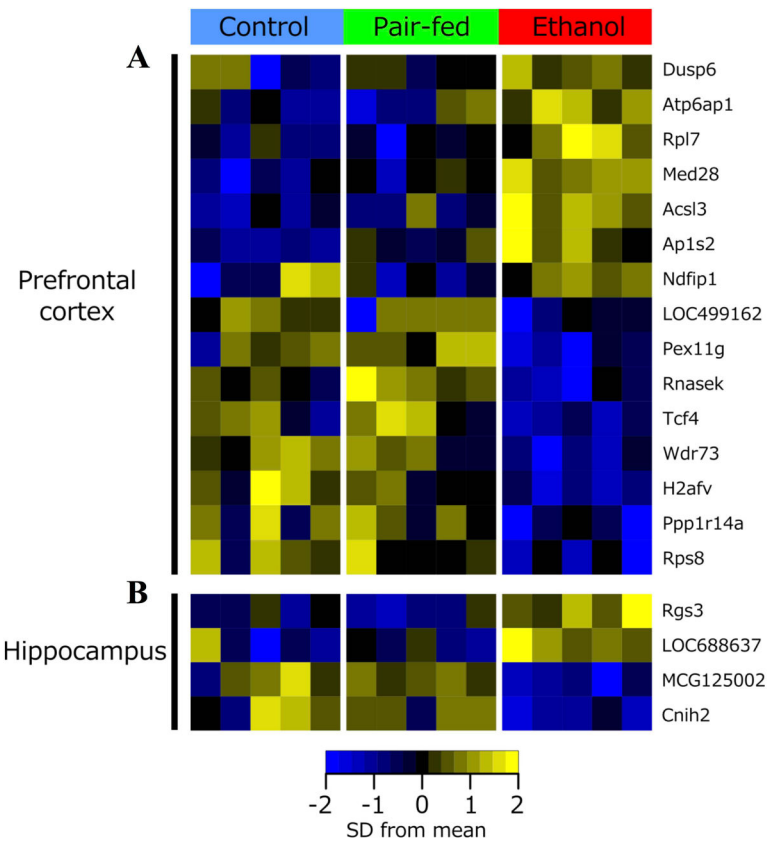 Control Pair-fed Ethanol
A
Dusp6
Atp6ap1
Rpl7
Med28
Acsl3
Ap1s2
Prefrontal
cortex
Ndfip1
LOC499162
Pex11g
Rnasek
Tcf4
Wdr73
H2afv
Ppp1r14a
Rps8
B
Hippocampus
Rgs3
LOC688637
MCG125002
Cnih2
-2 -1 0 1 2
SD from mean